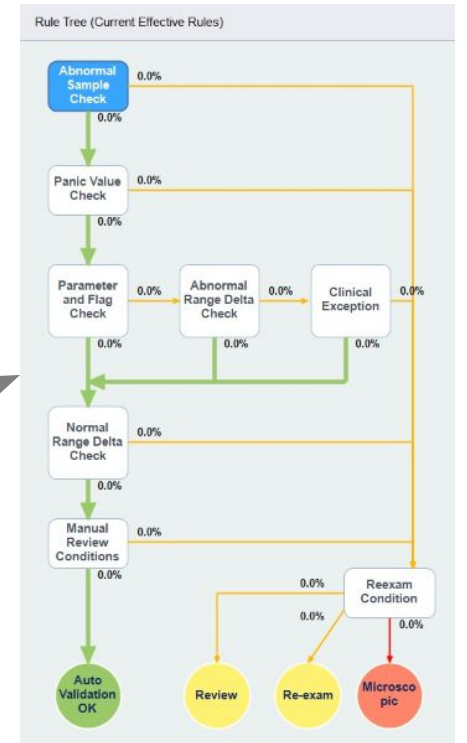 Rule Tree (Current Effective Rules)
Abnormal
Sample
Check
0.0%
0.0%
Panic Value
Check
0.0%
0.0%
Parameter
and Flag
Check
0.0%
0.0%
Abnormal
Range Delta
Check
0.0%
0.0%
Clinical
Exception
0.0%
0.0%
Normal
Range Delta
Check
0.0%
0.0%
Manual
Review
Conditions
0.0%
0.0%
Reexam
Condition
0.0%
0.0%
0.0%
Auto
Validation
OK
Review
Re-exam
Microsco
pic